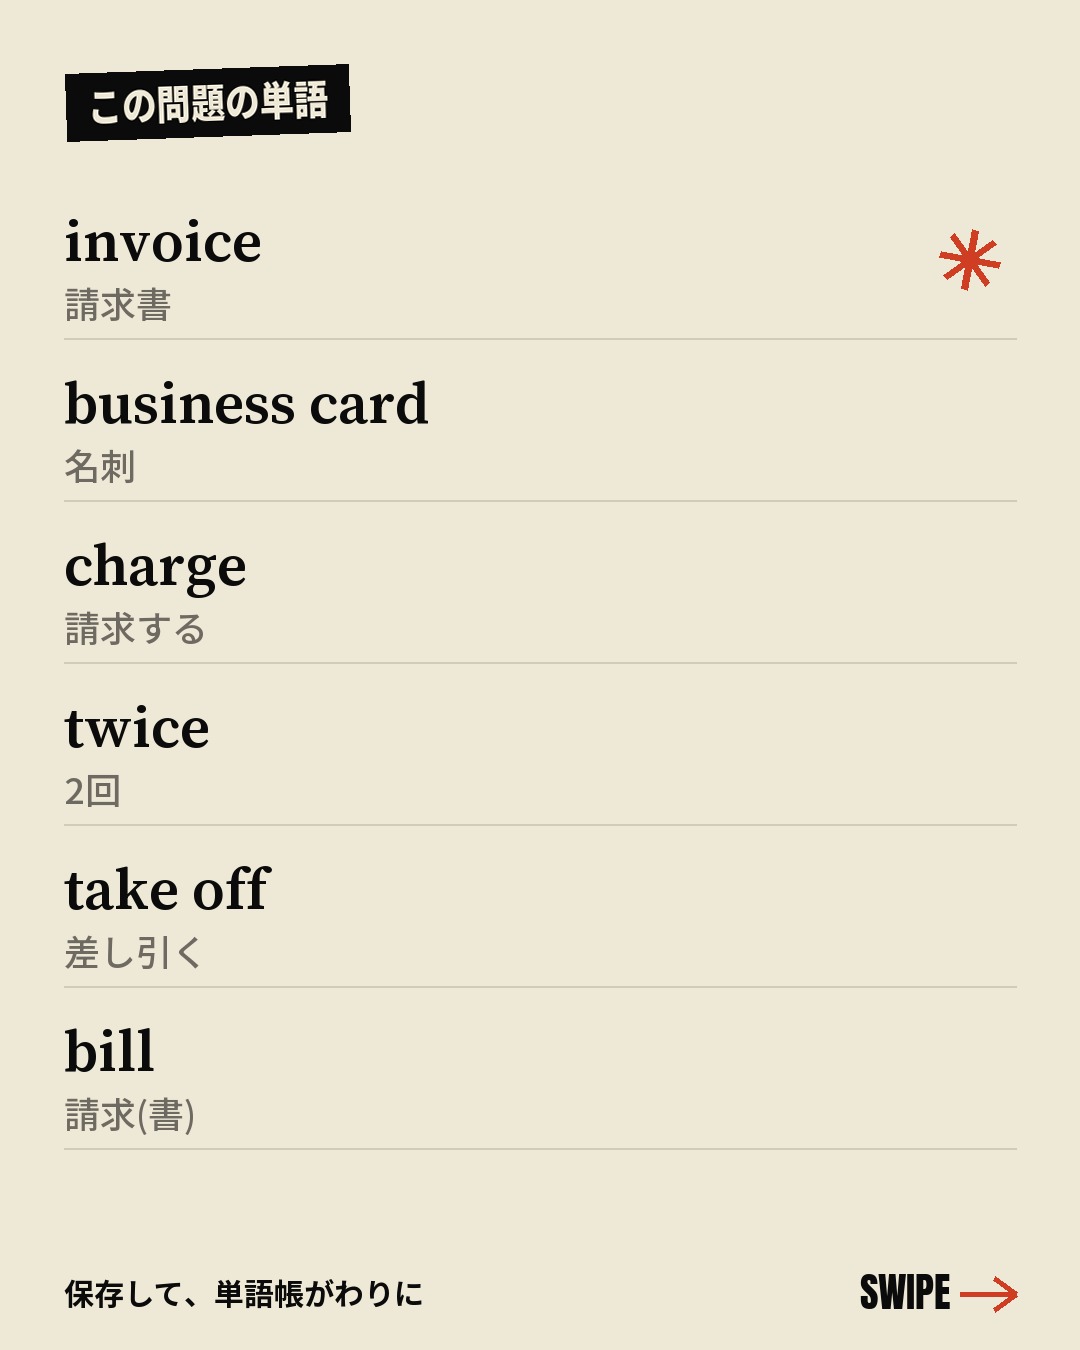 この問題の単語
invoice
請求書
business card
名刺
charge
請求する
twice
2回
take off
差し引く
bill
請求(書)
保存して、単語帳がわりに
SWIPE